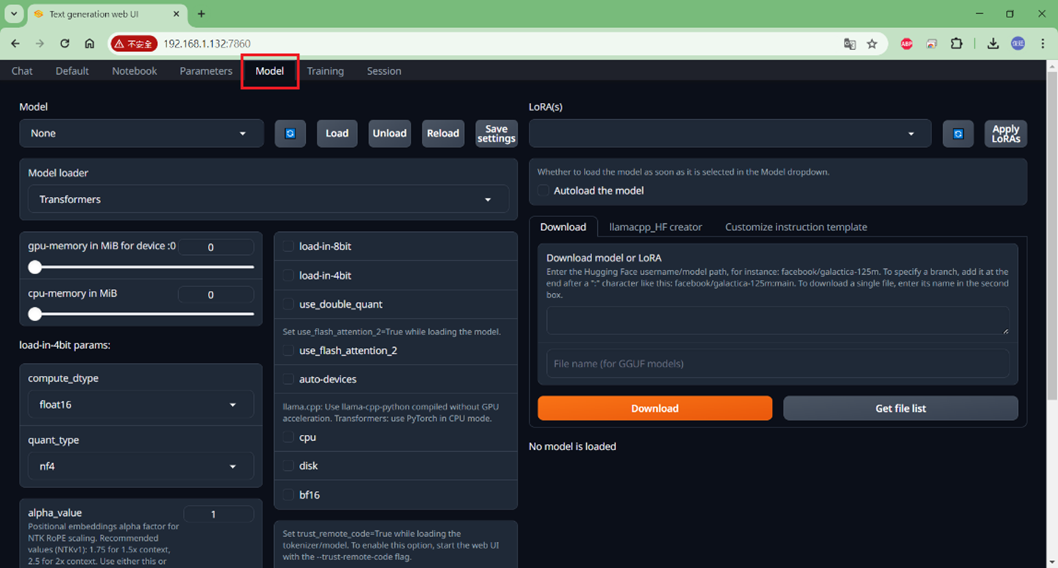 Text generation web UI
不安全
192.168.1.132:7860
ABP
Chat
Default
Notebook
Parameters
Model
Training
Session
Model
None
Load
Unload
Reload
Save
settings
Model loader
Transformers
gpu-memory in MiB for device :0
0
cpu-memory in MiB
0
load-in-4bit params:
compute_dtype
float16
quant_type
nf4
alpha_value
1
Positional embeddings alpha factor for
NTK RoPE scaling. Recommended
values (NTKv1): 1.75 for 1.5x context,
2.5 for 2x context. Use either this or
load-in-8bit
load-in-4bit
use_double_quant
Set use_flash_attention_2=True while loading the model.
use_flash_attention_2
auto-devices
llama.cpp: Use llama-cpp-python compiled without GPU
acceleration. Transformers: use PyTorch in CPU mode.
cpu
disk
bf16
Set trust_remote_code=True while loading the
tokenizer/model. To enable this option, start the web UI
with the --trust-remote-code flag.
LoRA(s)
Apply
LoRAs
Whether to load the model as soon as it is selected in the Model dropdown.
Autoload the model
Download
llamacpp_HF creator
Customize instruction template
Download model or LoRA
Enter the Hugging Face username/model path, for instance: facebook/galactica-125m. To specify a branch, add it at the
end after a ":" character like this: facebook/galactica-125m:main. To download a single file, enter its name in the second
box.
File name (for GGUF models)
Download
Get file list
No model is loaded